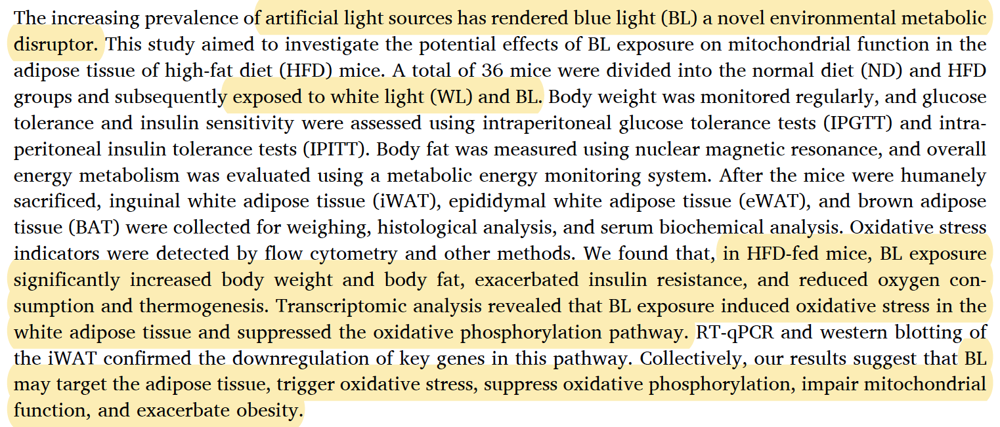 The increasing prevalence of artificial light sources has rendered blue light (BL) a novel environmental metabolic
disruptor. This study aimed to investigate the potential effects of BL exposure on mitochondrial function in the
adipose tissue of high-fat diet (HFD) mice. A total of 36 mice were divided into the normal diet (ND) and HFD
groups and subsequently exposed to white light (WL) and BL. Body weight was monitored regularly, and glucose
tolerance and insulin sensitivity were assessed using intraperitoneal glucose tolerance tests (IPGTT) and intra-
peritoneal insulin tolerance tests (IPITT). Body fat was measured using nuclear magnetic resonance, and overall
energy metabolism was evaluated using a metabolic energy monitoring system. After the mice were humanely
sacrificed, inguinal white adipose tissue (iWAT), epididymal white adipose tissue (eWAT), and brown adipose
tissue (BAT) were collected for weighing, histological analysis, and serum biochemical analysis. Oxidative stress
indicators were detected by flow cytometry and other methods. We found that, in HFD-fed mice, BL exposure
significantly increased body weight and body fat, exacerbated insulin resistance, and reduced oxygen con-
sumption and thermogenesis. Transcriptomic analysis revealed that BL exposure induced oxidative stress in the
white adipose tissue and suppressed the oxidative phosphorylation pathway. RT-qPCR and western blotting of
the iWAT confirmed the downregulation of key genes in this pathway. Collectively, our results suggest that BL
may target the adipose tissue, trigger oxidative stress, suppress oxidative phosphorylation, impair mitochondrial
function, and exacerbate obesity.